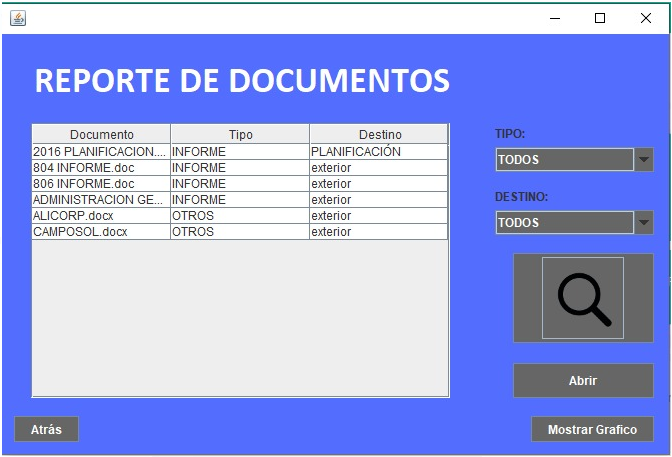 REPORTE DE DOCUMENTOS
Documento Tipo Destino
2016 PLANIFICACION.... INFORME PLANIFICACIÓN
804 INFORME.doc INFORME exterior
806 INFORME.doc INFORME exterior
ADMINISTRACION GE... INFORME exterior
ALICORP.docx OTROS exterior
CAMPOSOL.docx OTROS exterior
TIPO:
TODOS
DESTINO:
TODOS
Abrir
Atrás
Mostrar Grafico